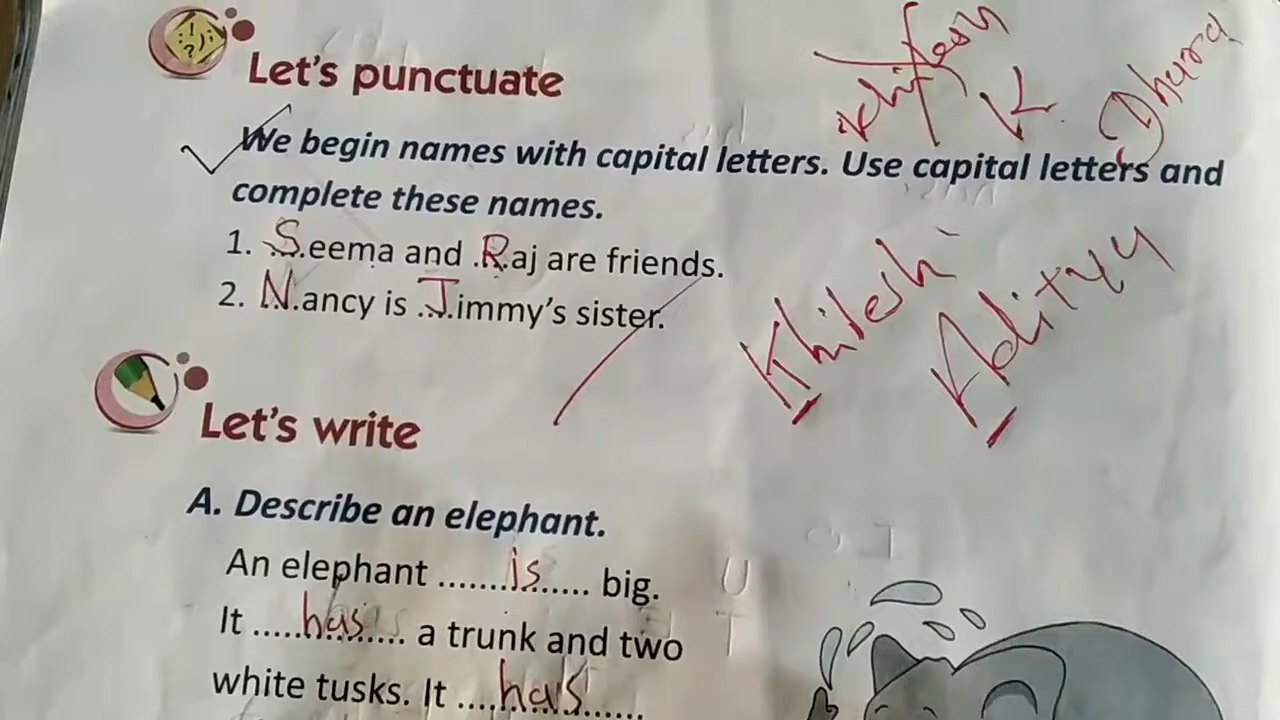 Let's punctuate
We begin names with capital letters. Use capital letters and
complete these names.
1. ..S..eema and .R..aj are friends.
2. .N..ancy is ..J..immy's sister.
K
Dhara
Khilesh
Let's write
A. Describe an elephant.
An elephant .......is....... big.
It .....has........ a trunk and two
white tusks. It .....has.........